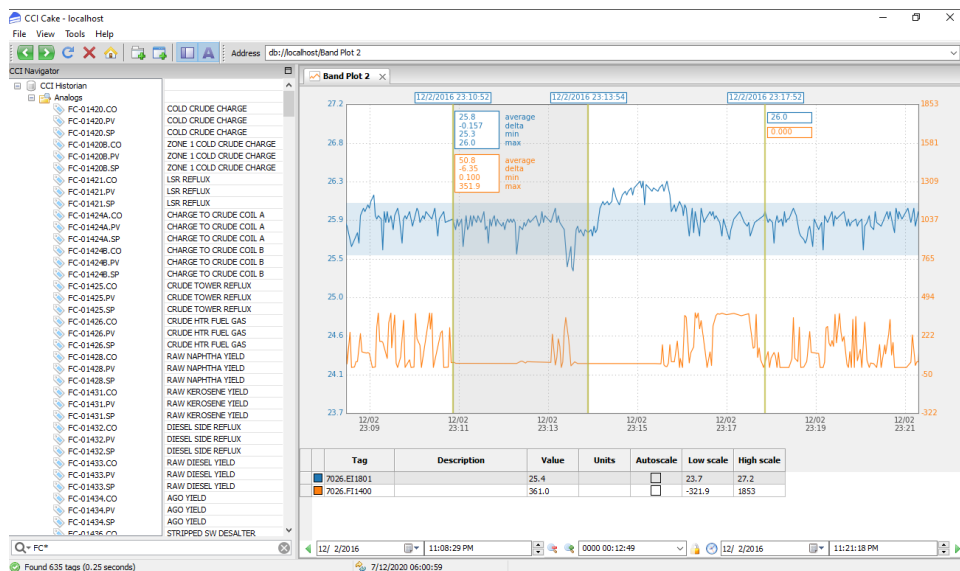 CCI Cake - localhost
File View Tools Help
Address db://localhost/Band Plot 2
CCI Navigator
Band Plot 2
CCI Historian
Analogs
FC-01420.CO COLD CRUDE CHARGE
FC-01420.PV COLD CRUDE CHARGE
FC-01420.SP COLD CRUDE CHARGE
FC-01420B.CO ZONE 1 COLD CRUDE CHARGE
FC-01420B.PV ZONE 1 COLD CRUDE CHARGE
FC-01420B.SP ZONE 1 COLD CRUDE CHARGE
FC-01421.CO LSR REFLUX
FC-01421.PV LSR REFLUX
FC-01421.SP LSR REFLUX
FC-01424A.CO CHARGE TO CRUDE COIL A
FC-01424A.PV CHARGE TO CRUDE COIL A
FC-01424A.SP CHARGE TO CRUDE COIL A
FC-01424B.CO CHARGE TO CRUDE COIL B
FC-01424B.PV CHARGE TO CRUDE COIL B
FC-01424B.SP CHARGE TO CRUDE COIL B
FC-01425.CO CRUDE TOWER REFLUX
FC-01425.PV CRUDE TOWER REFLUX
FC-01425.SP CRUDE TOWER REFLUX
FC-01426.CO CRUDE HTR FUEL GAS
FC-01426.PV CRUDE HTR FUEL GAS
FC-01426.SP CRUDE HTR FUEL GAS
FC-01428.CO RAW NAPHTHA YIELD
FC-01428.PV RAW NAPHTHA YIELD
FC-01428.SP RAW NAPHTHA YIELD
FC-01431.CO RAW KEROSENE YIELD
FC-01431.PV RAW KEROSENE YIELD
FC-01431.SP RAW KEROSENE YIELD
FC-01432.CO DIESEL SIDE REFLUX
FC-01432.PV DIESEL SIDE REFLUX
FC-01432.SP DIESEL SIDE REFLUX
FC-01433.CO RAW DIESEL YIELD
FC-01433.PV RAW DIESEL YIELD
FC-01433.SP RAW DIESEL YIELD
FC-01434.CO AGO YIELD
FC-01434.PV AGO YIELD
FC-01434.SP AGO YIELD
FC-01436.CO STRIPPED SW DESALTER
FC*
Found 635 tags (0.25 seconds)
7/12/2020 06:00:59
12/2/2016 23:10:52 12/2/2016 23:13:54 12/2/2016 23:17:52
27.2 1853
25.8 average
-0.157 delta
25.3 min
26.0 max
26.0
0.000
26.8 1581
50.8 average
-6.35 delta
0.100 min
351.9 max
26.3 1309
25.9 1037
25.5 765
25.0 494
24.6 222
24.1 -50
23.7 -322
12/02 12/02 12/02 12/02 12/02 12/02 12/02
23:09 23:11 23:13 23:15 23:17 23:19 23:21
Tag Description Value Units Autoscale Low scale High scale
7026.EI1801 25.4 23.7 27.2
7026.FI1400 361.0 -321.9 1853
12/ 2/2016 11:08:29 PM 0000 00:12:49 12/ 2/2016 11:21:18 PM